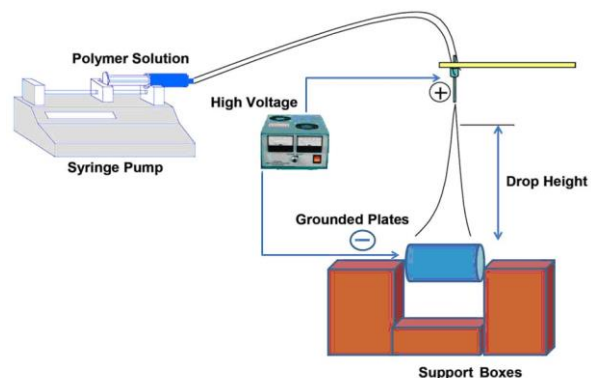 Polymer Solution
High Voltage
+
Syringe Pump
Drop Height
Grounded Plates
−
Support Boxes